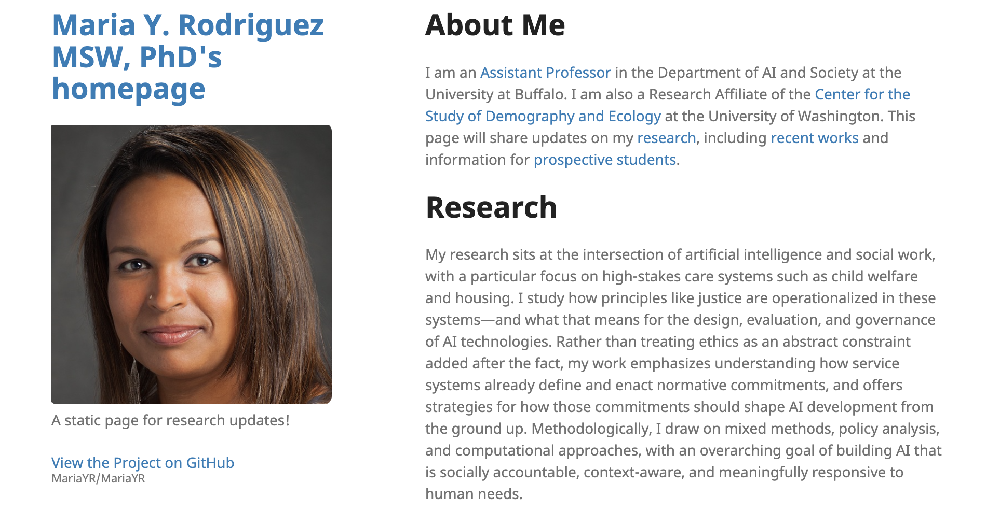 Maria Y. Rodriguez
MSW, PhD's
homepage
A static page for research updates!
View the Project on GitHub
MariaYR/MariaYR
About Me
I am an Assistant Professor in the Department of AI and Society at the
University at Buffalo. I am also a Research Affiliate of the Center for the
Study of Demography and Ecology at the University of Washington. This
page will share updates on my research, including recent works and
information for prospective students.
Research
My research sits at the intersection of artificial intelligence and social work,
with a particular focus on high-stakes care systems such as child welfare
and housing. I study how principles like justice are operationalized in these
systems—and what that means for the design, evaluation, and governance
of AI technologies. Rather than treating ethics as an abstract constraint
added after the fact, my work emphasizes understanding how service
systems already define and enact normative commitments, and offers
strategies for how those commitments should shape AI development from
the ground up. Methodologically, I draw on mixed methods, policy analysis,
and computational approaches, with an overarching goal of building AI that
is socially accountable, context-aware, and meaningfully responsive to
human needs.